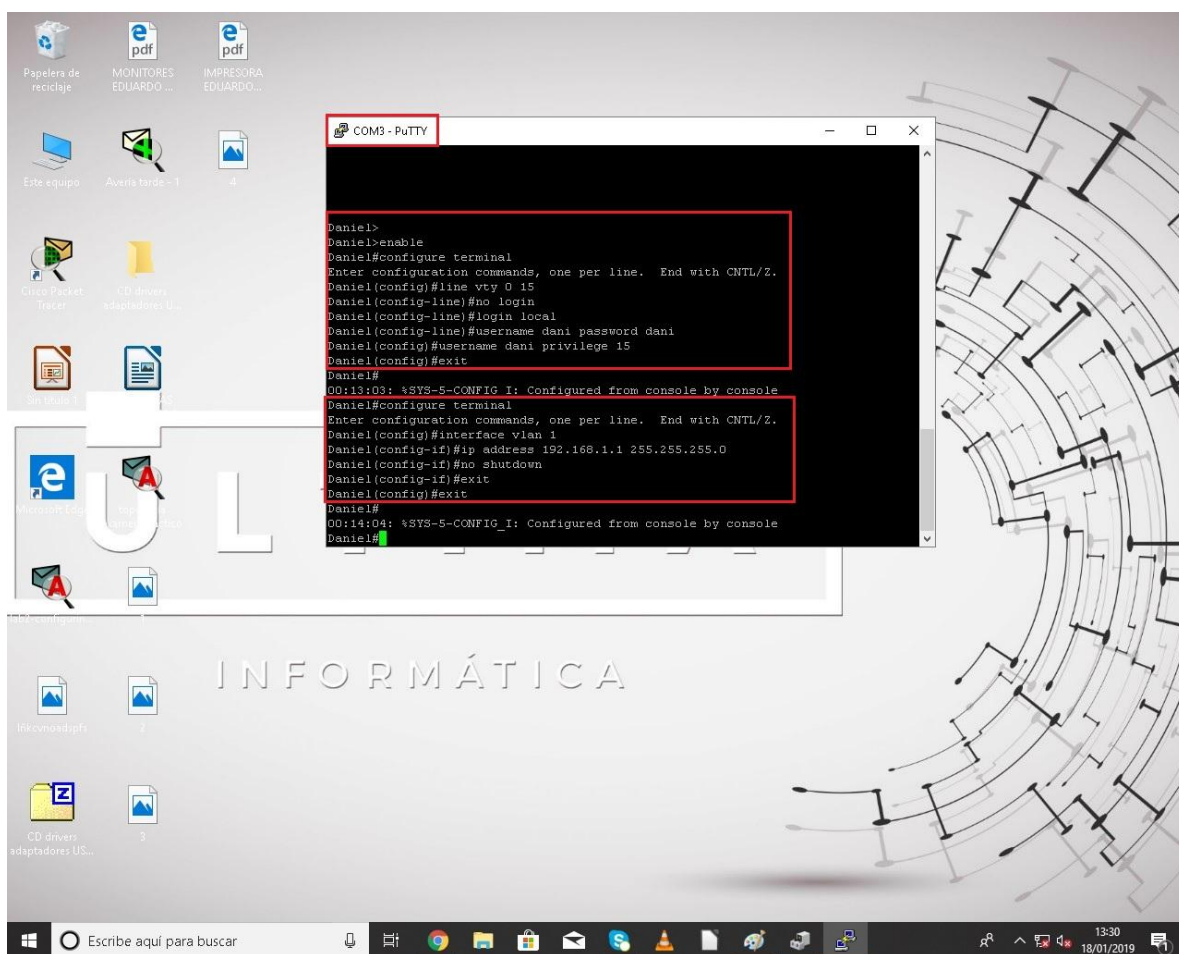 Papelera de
reciclaje
pdf
MONITORES
EDUARDO ...
pdf
IMPRESORA
EDUARDO...
Este equipo
Avería tarde - 1
4
Cisco Packet
Tracer
CD drivers
adaptadores U...
Sin título 1
Microsoft Edge
1
2
CD drivers
adaptadores US...
3
COM3 - PuTTY
Daniel>
Daniel>enable
Daniel#configure terminal
Enter configuration commands, one per line.  End with CNTL/Z.
Daniel(config)#line vty 0 15
Daniel(config-line)#no login
Daniel(config-line)#login local
Daniel(config-line)#username dani password dani
Daniel(config)#username dani privilege 15
Daniel(config)#exit
Daniel#
00:13:03: %SYS-5-CONFIG_I: Configured from console by console
Daniel#configure terminal
Enter configuration commands, one per line.  End with CNTL/Z.
Daniel(config)#interface vlan 1
Daniel(config-if)#ip address 192.168.1.1 255.255.255.0
Daniel(config-if)#no shutdown
Daniel(config-if)#exit
Daniel(config)#exit
Daniel#
00:14:04: %SYS-5-CONFIG_I: Configured from console by console
Daniel#
INFORMÁTICA
Escribe aquí para buscar
13:30
18/01/2019